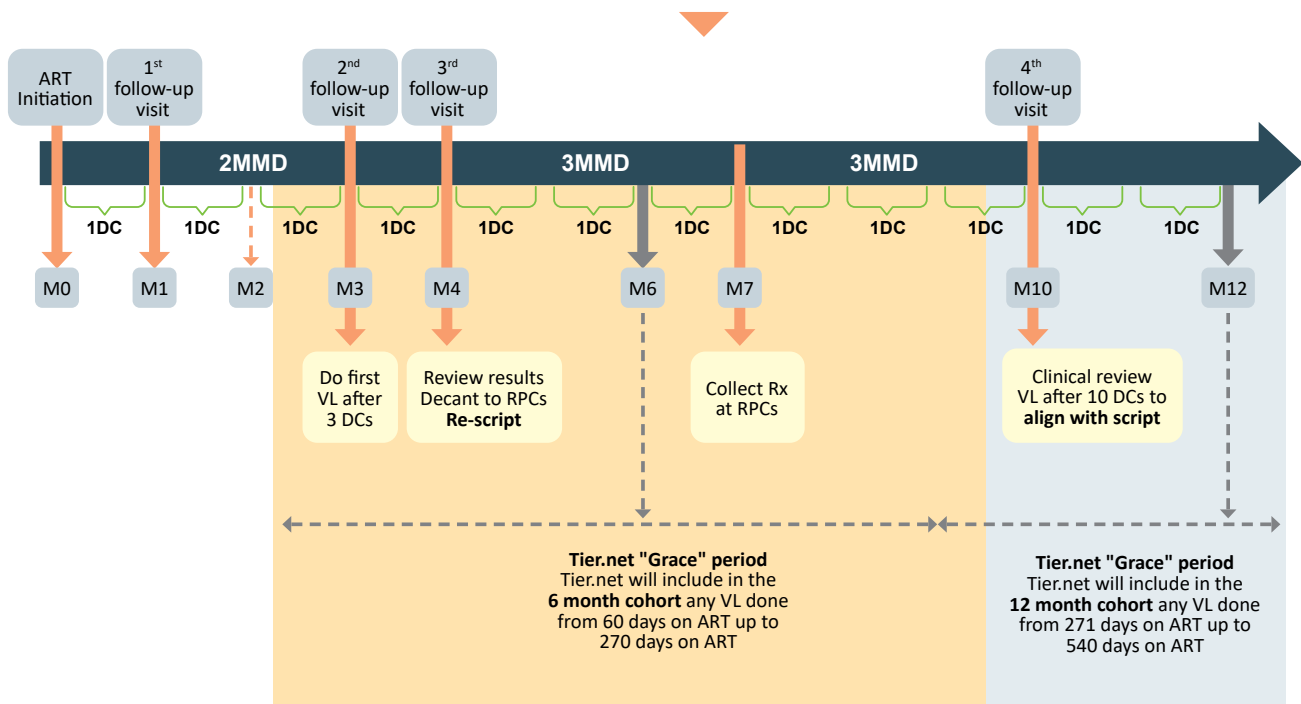 ART
Initiation
1st
follow-up
visit
2nd
follow-up
visit
3rd
follow-up
visit
4th
follow-up
visit
2MMD
3MMD
3MMD
1DC
1DC
1DC
1DC
1DC
1DC
1DC
1DC
1DC
1DC
1DC
1DC
M0
M1
M2
M3
M4
M6
M7
M10
M12
Do first
VL after
3 DCs
Review results
Decant to RPCs
Re-script
Collect Rx
at RPCs
Clinical review
VL after 10 DCs to
align with script
Tier.net "Grace" period
Tier.net will include in the
6 month cohort any VL done
from 60 days on ART up to
270 days on ART
Tier.net "Grace" period
Tier.net will include in the
12 month cohort any VL done
from 271 days on ART up to
540 days on ART